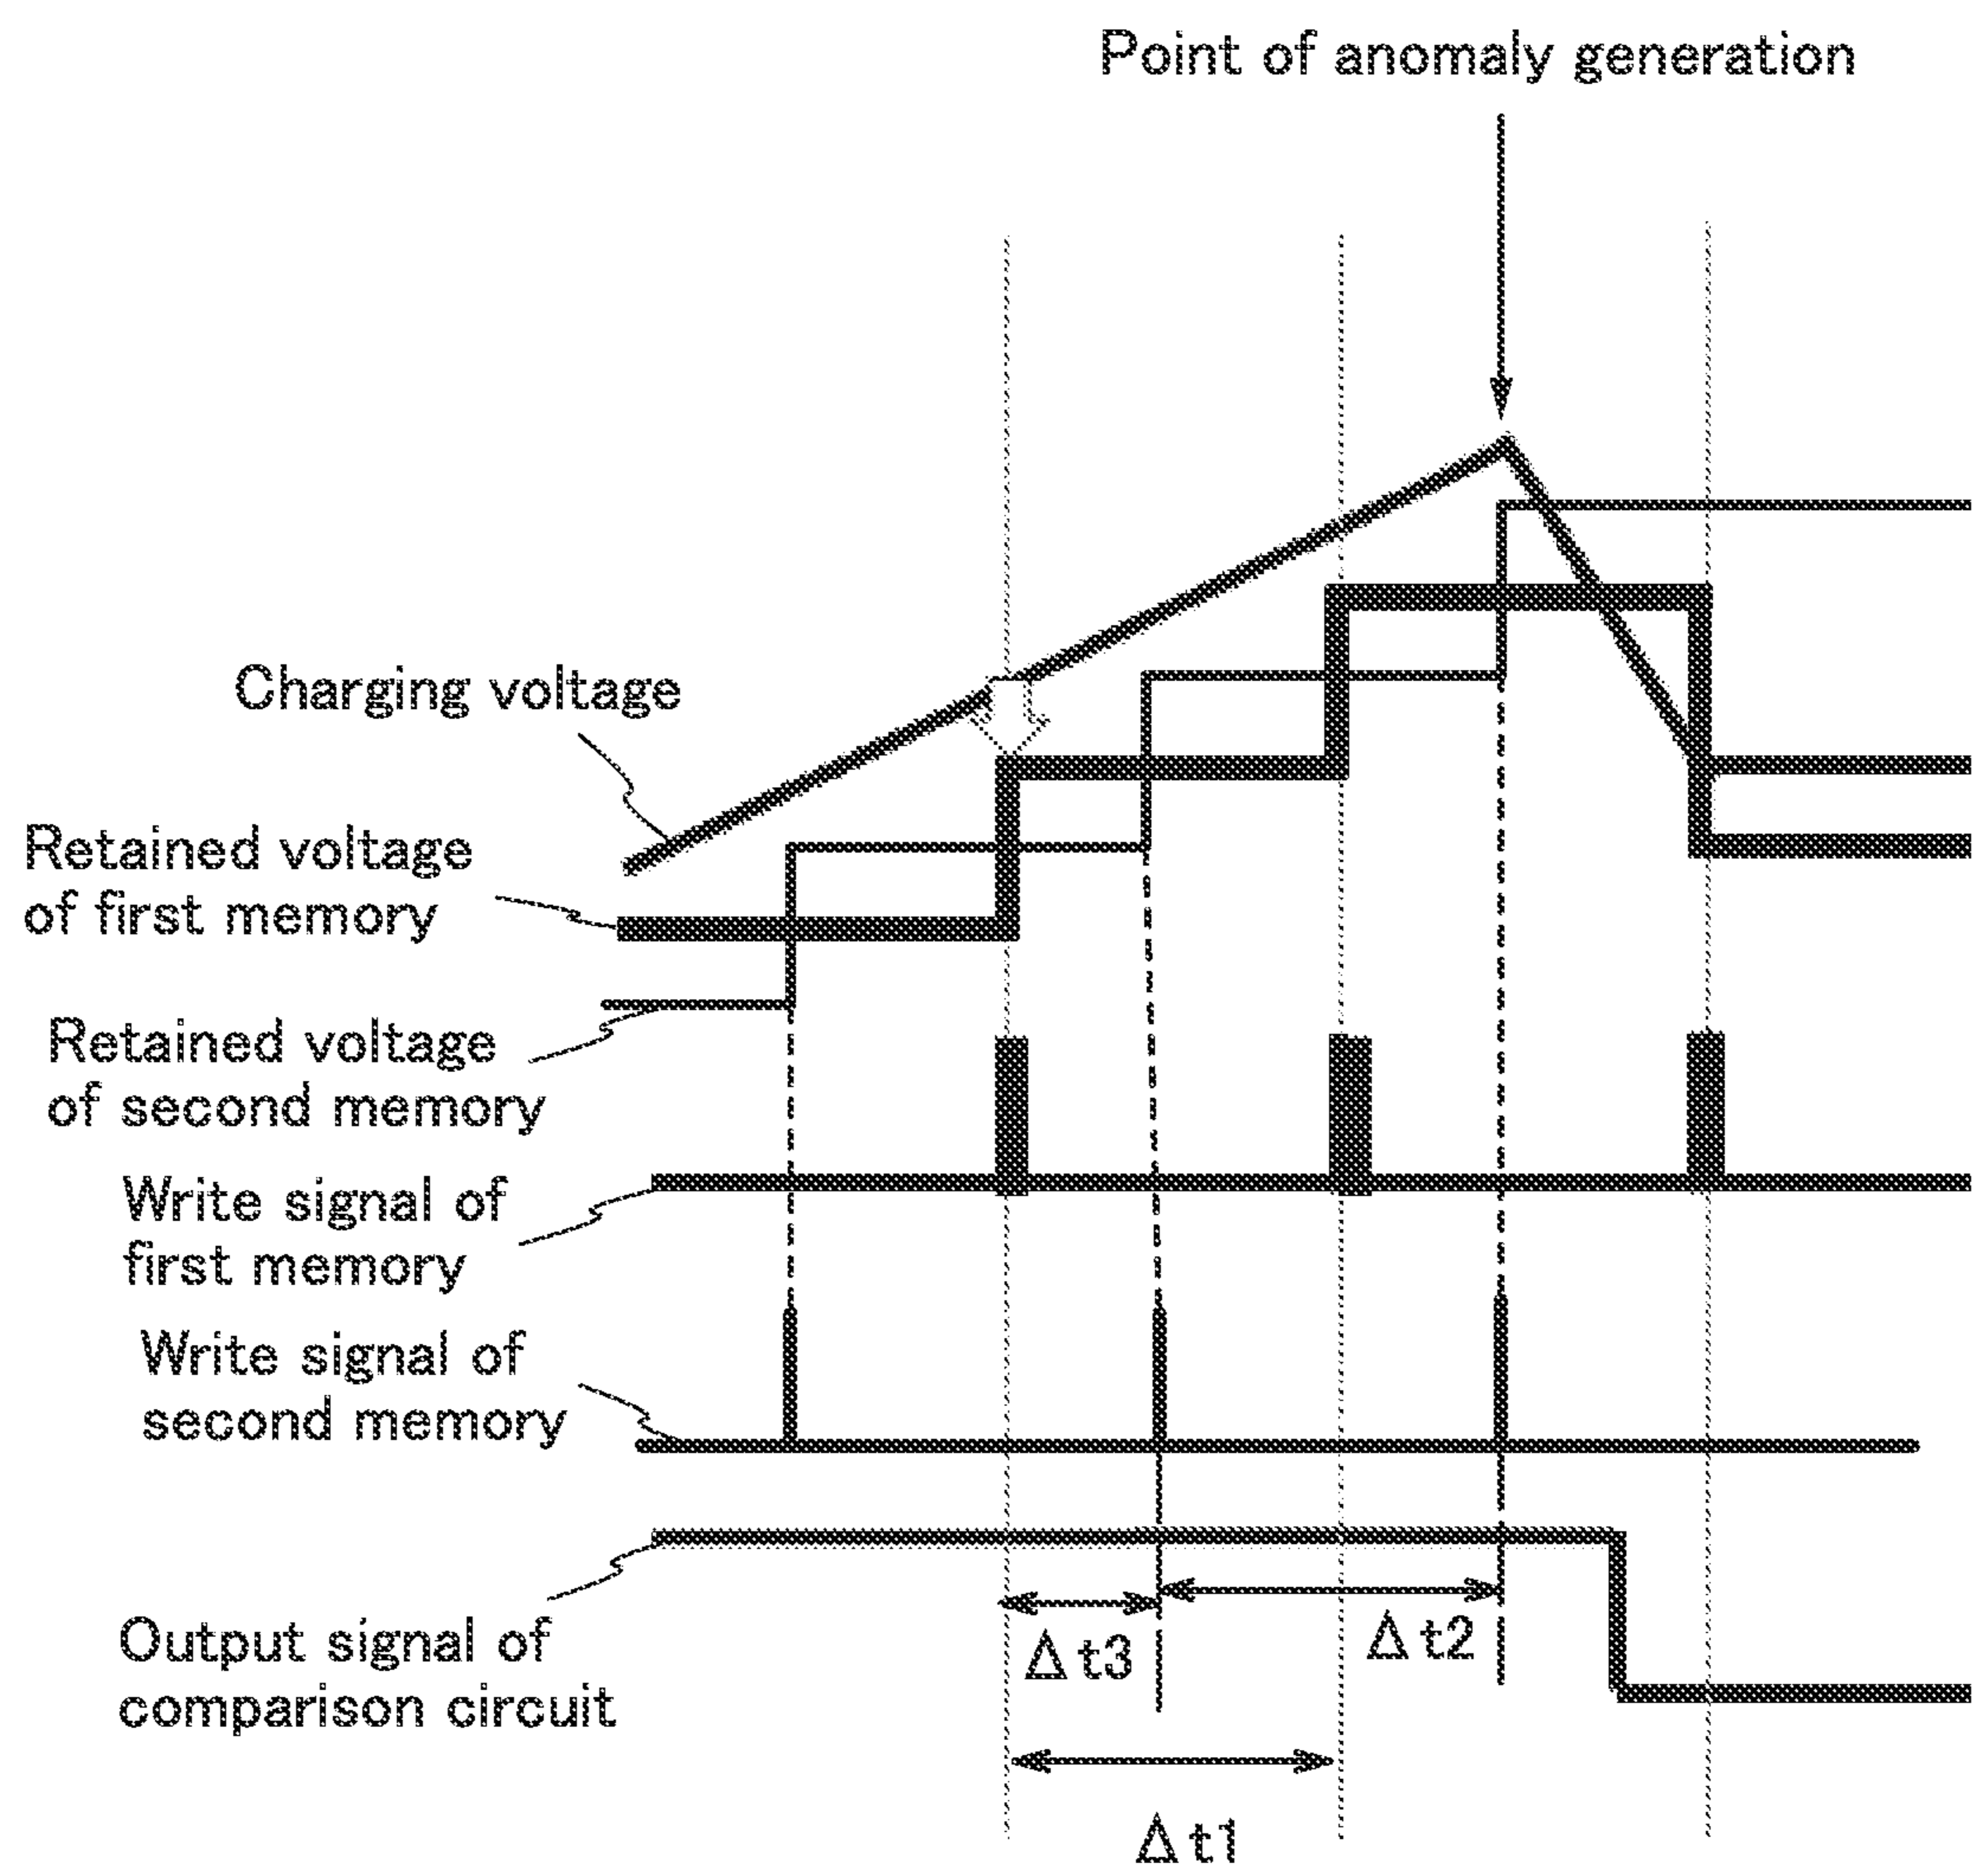 Point of anomaly generation
Charging voltage
Retained voltage
of first memory
Retained voltage
of second memory
Write signal of
first memory
Write signal of
second memory
Output signal of
comparison circuit
Δt3
Δt2
Δt1